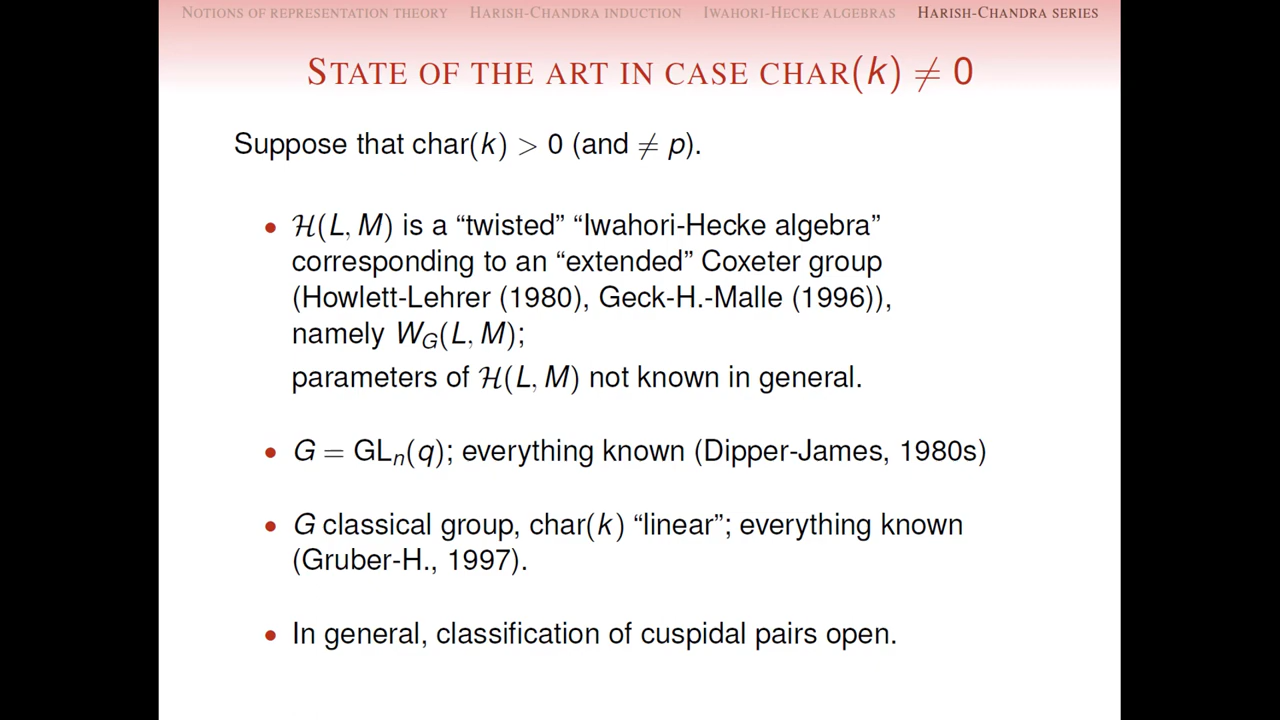 NOTIONS OF REPRESENTATION THEORY HARISH-CHANDRA INDUCTION IWAHORI-HECKE ALGEBRAS HARISH-CHANDRA SERIES
STATE OF THE ART IN CASE CHAR(k) ≠ 0
Suppose that char(k) > 0 (and ≠ p).
• ℋ(L, M) is a “twisted” “Iwahori-Hecke algebra”
corresponding to an “extended” Coxeter group
(Howlett-Lehrer (1980), Geck-H.-Malle (1996)),
namely W_G(L, M);
parameters of ℋ(L, M) not known in general.
• G = GL_n(q); everything known (Dipper-James, 1980s)
• G classical group, char(k) “linear”; everything known
(Gruber-H., 1997).
• In general, classification of cuspidal pairs open.